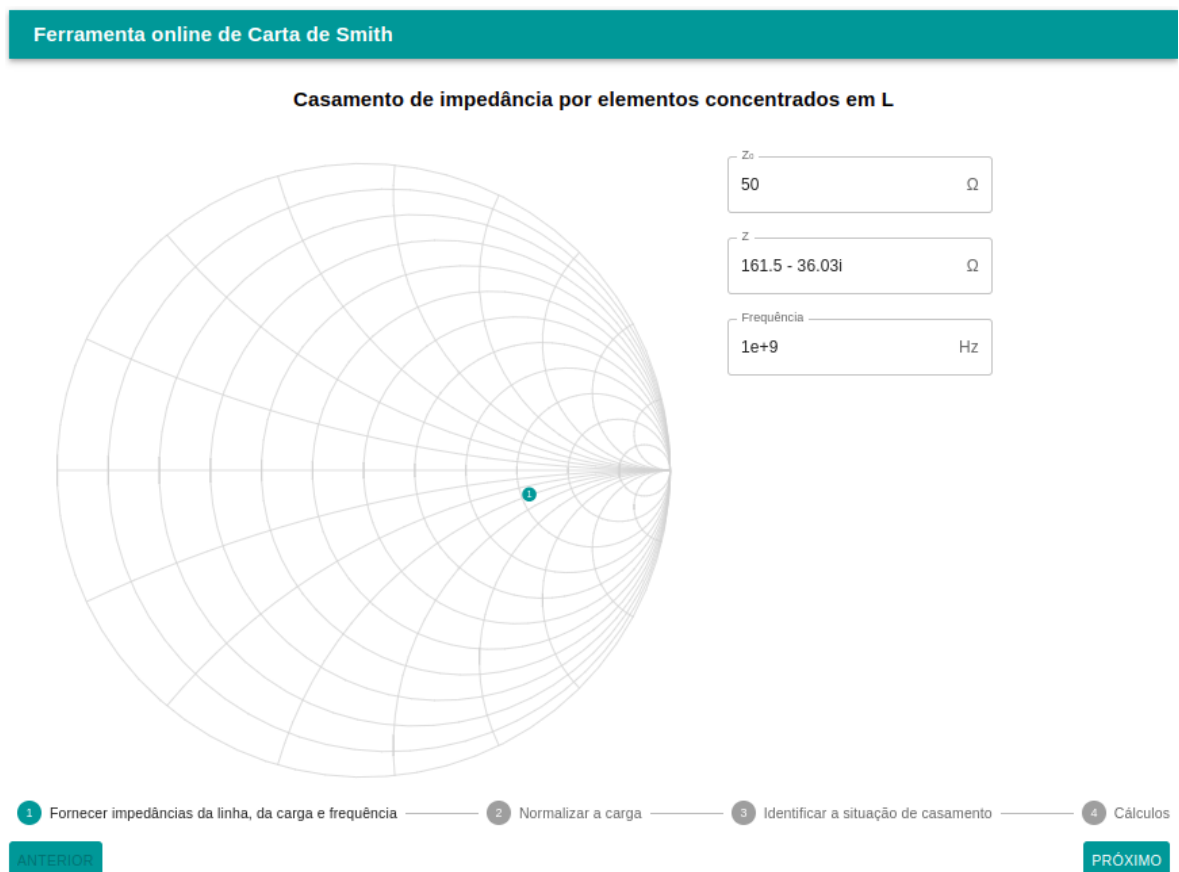 Ferramenta online de Carta de Smith
Casamento de impedância por elementos concentrados em L
Z₀
50 Ω
Z
161.5 - 36.03i Ω
Frequência
1e+9 Hz
1
1 Fornecer impedâncias da linha, da carga e frequência 2 Normalizar a carga 3 Identificar a situação de casamento 4 Cálculos
ANTERIOR PRÓXIMO